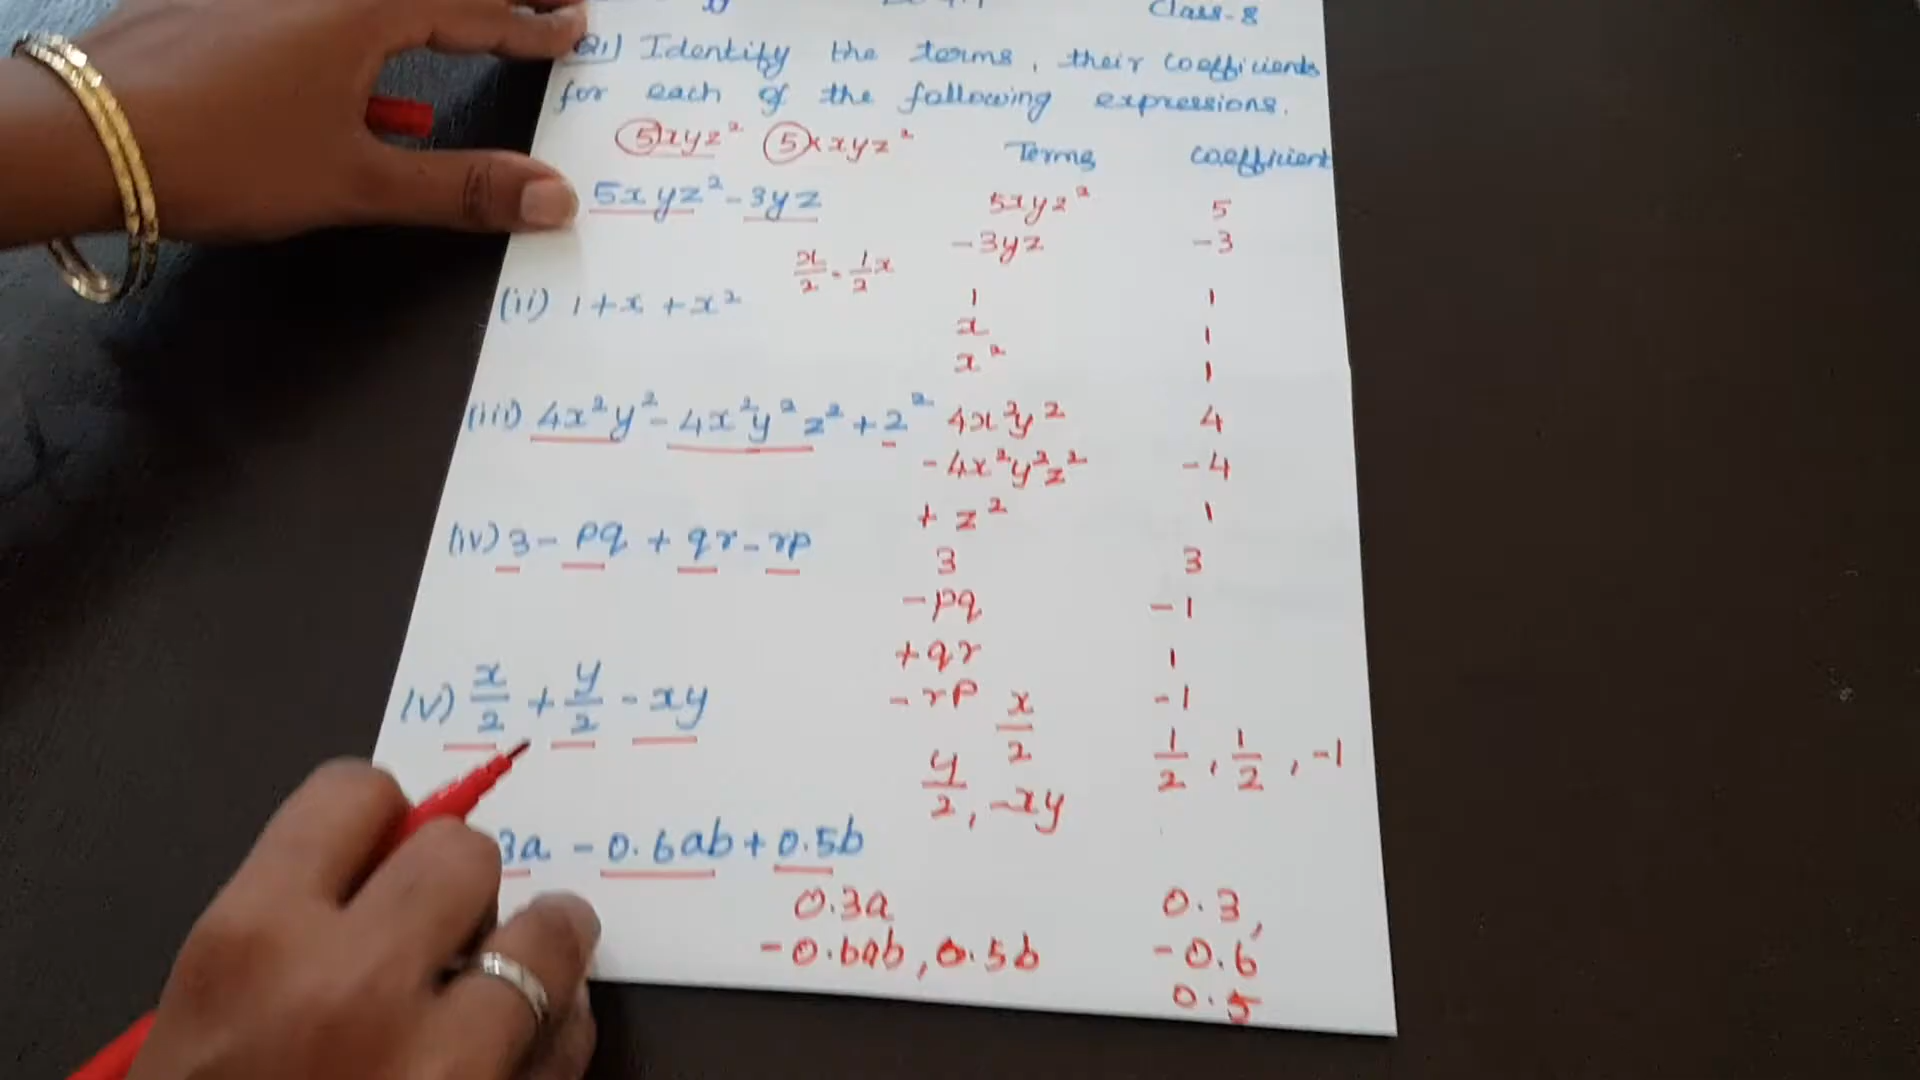 Class-8
Q1) Identify the terms, their coefficients
for each of the following expressions.
5xyz² 5×xyz²
Terms coefficient
5xyz² - 3yz 5xyz² 5
-3yz -3
x/2 - 1/2 x
(ii) 1 + x + x² 1 1
x 1
x² 1
(iii) 4x²y² - 4x²y²z² + 2² 4x²y² 4
- 4x²y²z² - 4
+ z² 1
(iv) 3 - pq + qr - rp 3 3
- pq - 1
+ qr 1
- rp - 1
(v) x/2 + y/2 - xy x/2 1/2, 1/2, -1
y/2, -xy
3a - 0.6ab + 0.5b
0.3a 0.3,
-0.6ab, 0.5b -0.6
0.5